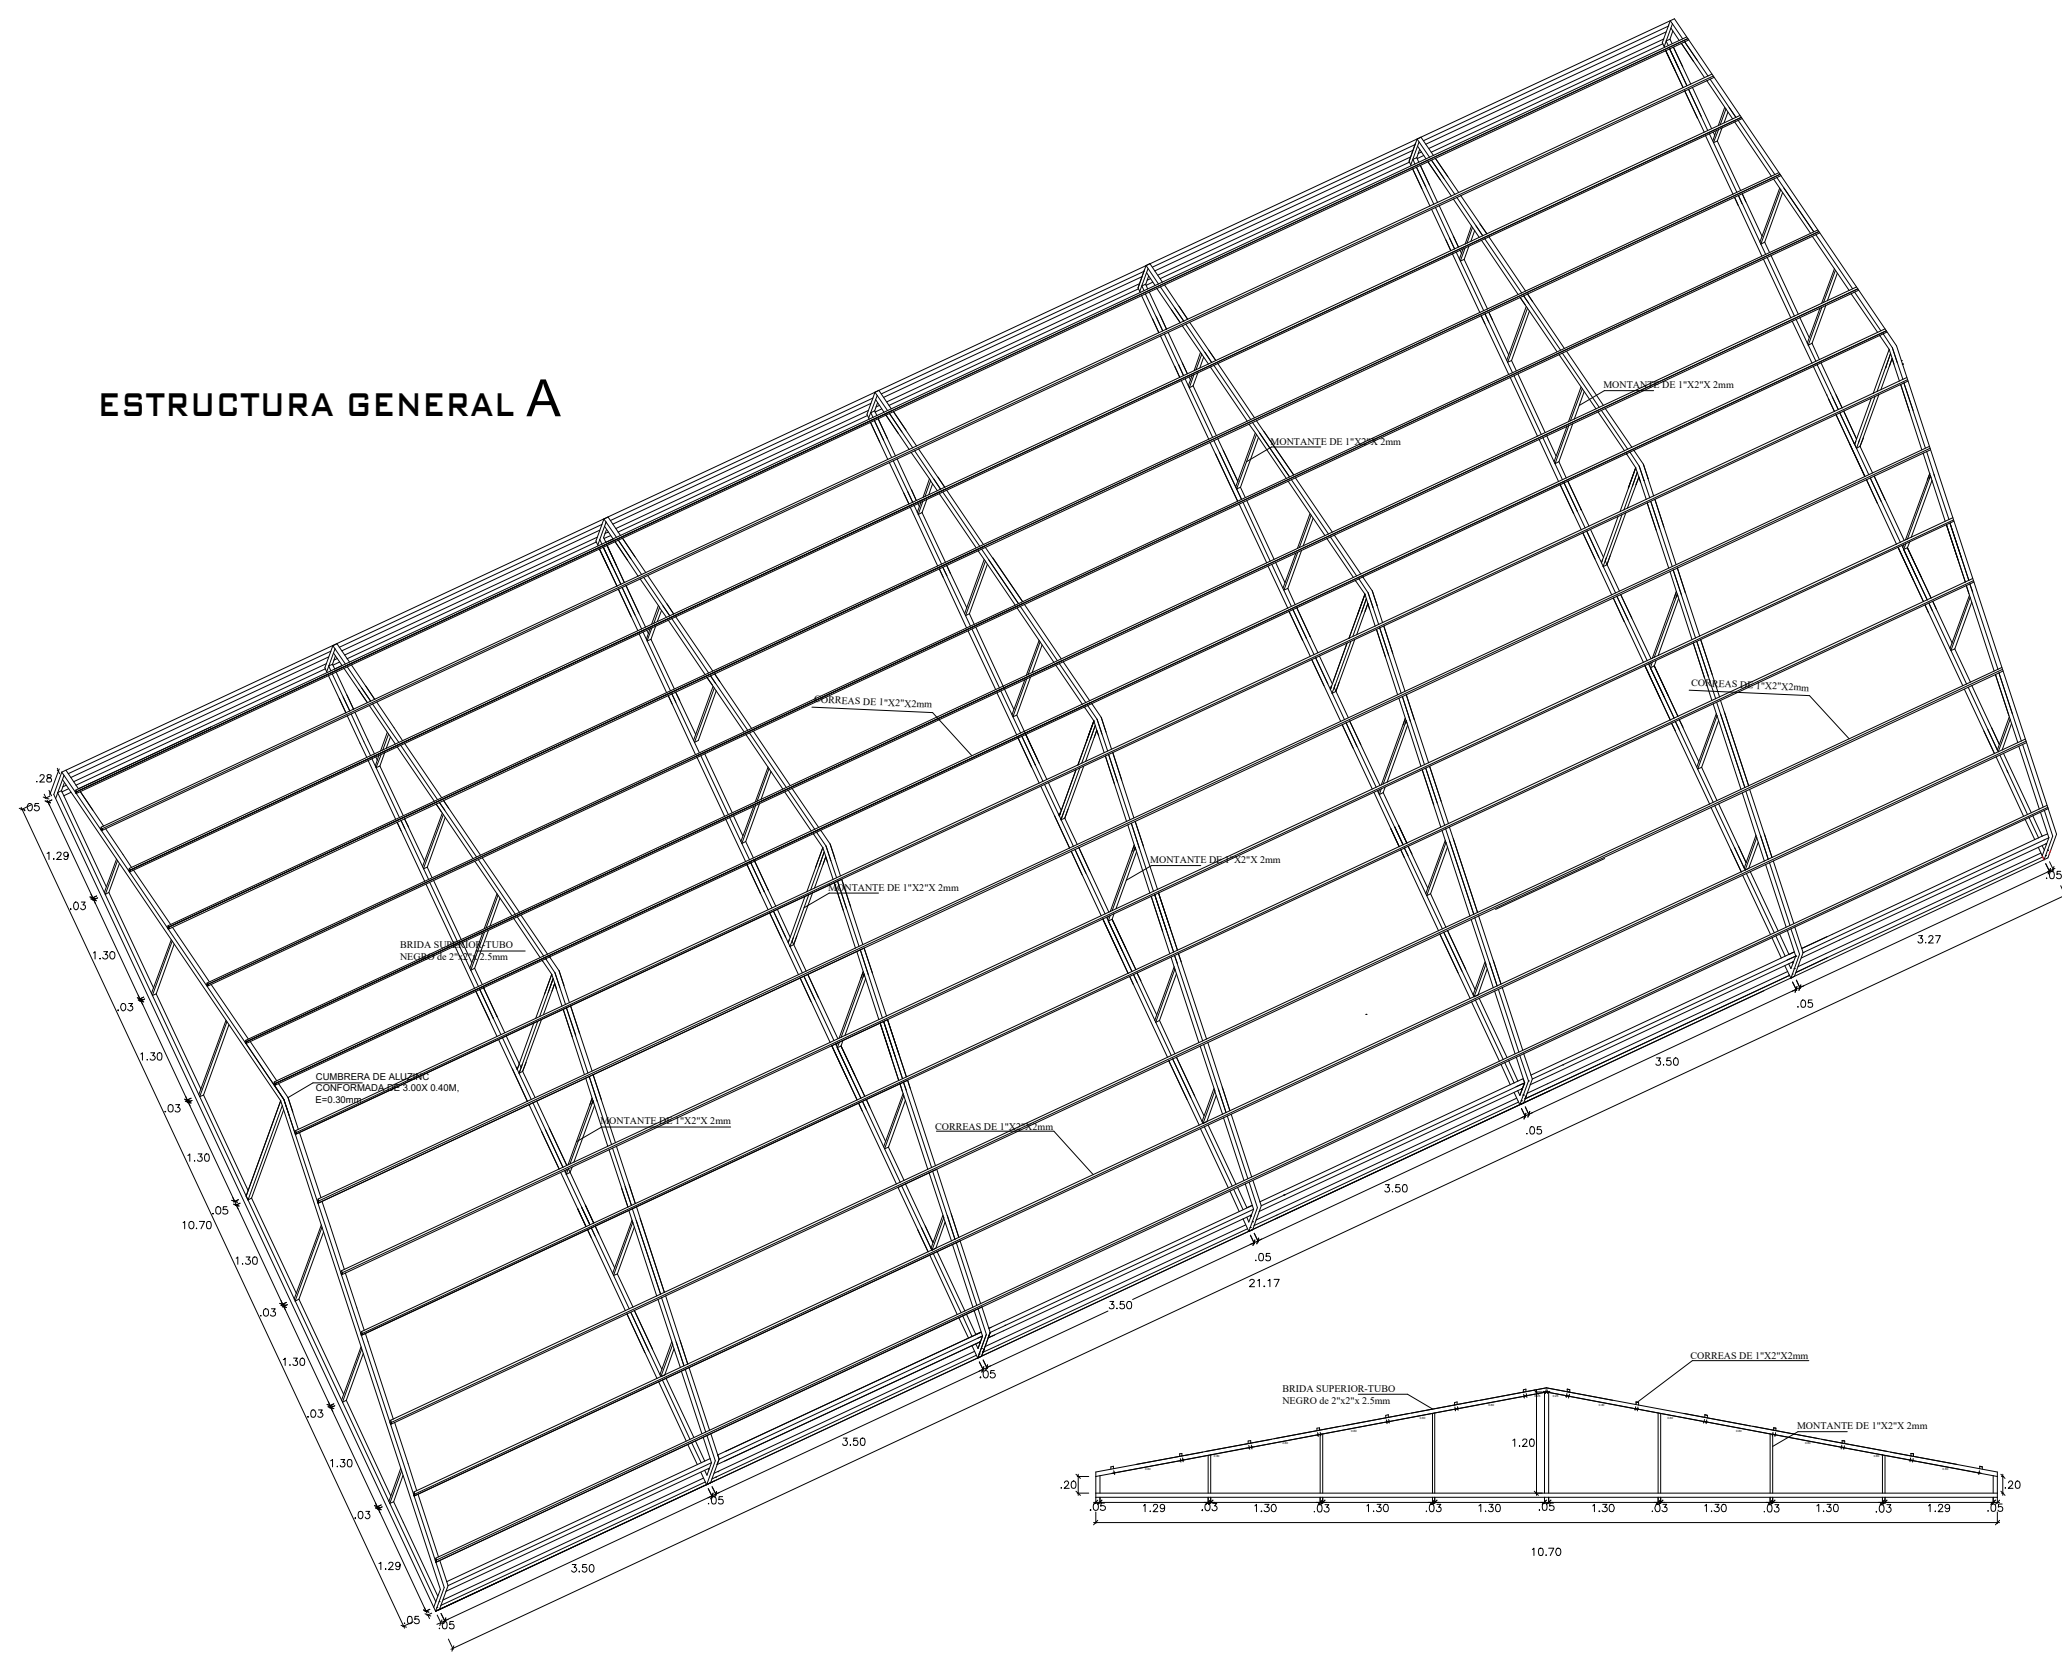 ESTRUCTURA GENERAL A
MONTANTE DE 1"X2"X 2mm
MONTANTE DE 1"X2"X 2mm
CORREAS DE 1"X2"X2mm
CORREAS DE 1"X2"X2mm
.28
.05
1.29
.03
1.30
.03
1.30
.03
1.30
.05
10.70
1.30
.03
1.30
.03
1.30
.03
1.29
.05
MONTANTE DE 1"X2"X 2mm
MONTANTE DE 1"X2"X 2mm
BRIDA SUPERIOR-TUBO
NEGRO de 2"x2"x 2.5mm
CUMBRERA DE ALUZINC
CONFORMADA DE 3.00X 0.40M,
E=0.30mm
MONTANTE DE 1"X2"X 2mm
CORREAS DE 1"X2"X2mm
.05
3.50
.05
3.50
.05
3.50
.05
3.50
.05
3.50
.05
3.27
.05
21.17
CORREAS DE 1"X2"X2mm
BRIDA SUPERIOR-TUBO
NEGRO de 2"x2"x 2.5mm
MONTANTE DE 1"X2"X 2mm
1.20
.20
.20
.05 1.29 .03 1.30 .03 1.30 .03 1.30 .05 1.30 .03 1.30 .03 1.30 .03 1.29 .05
10.70